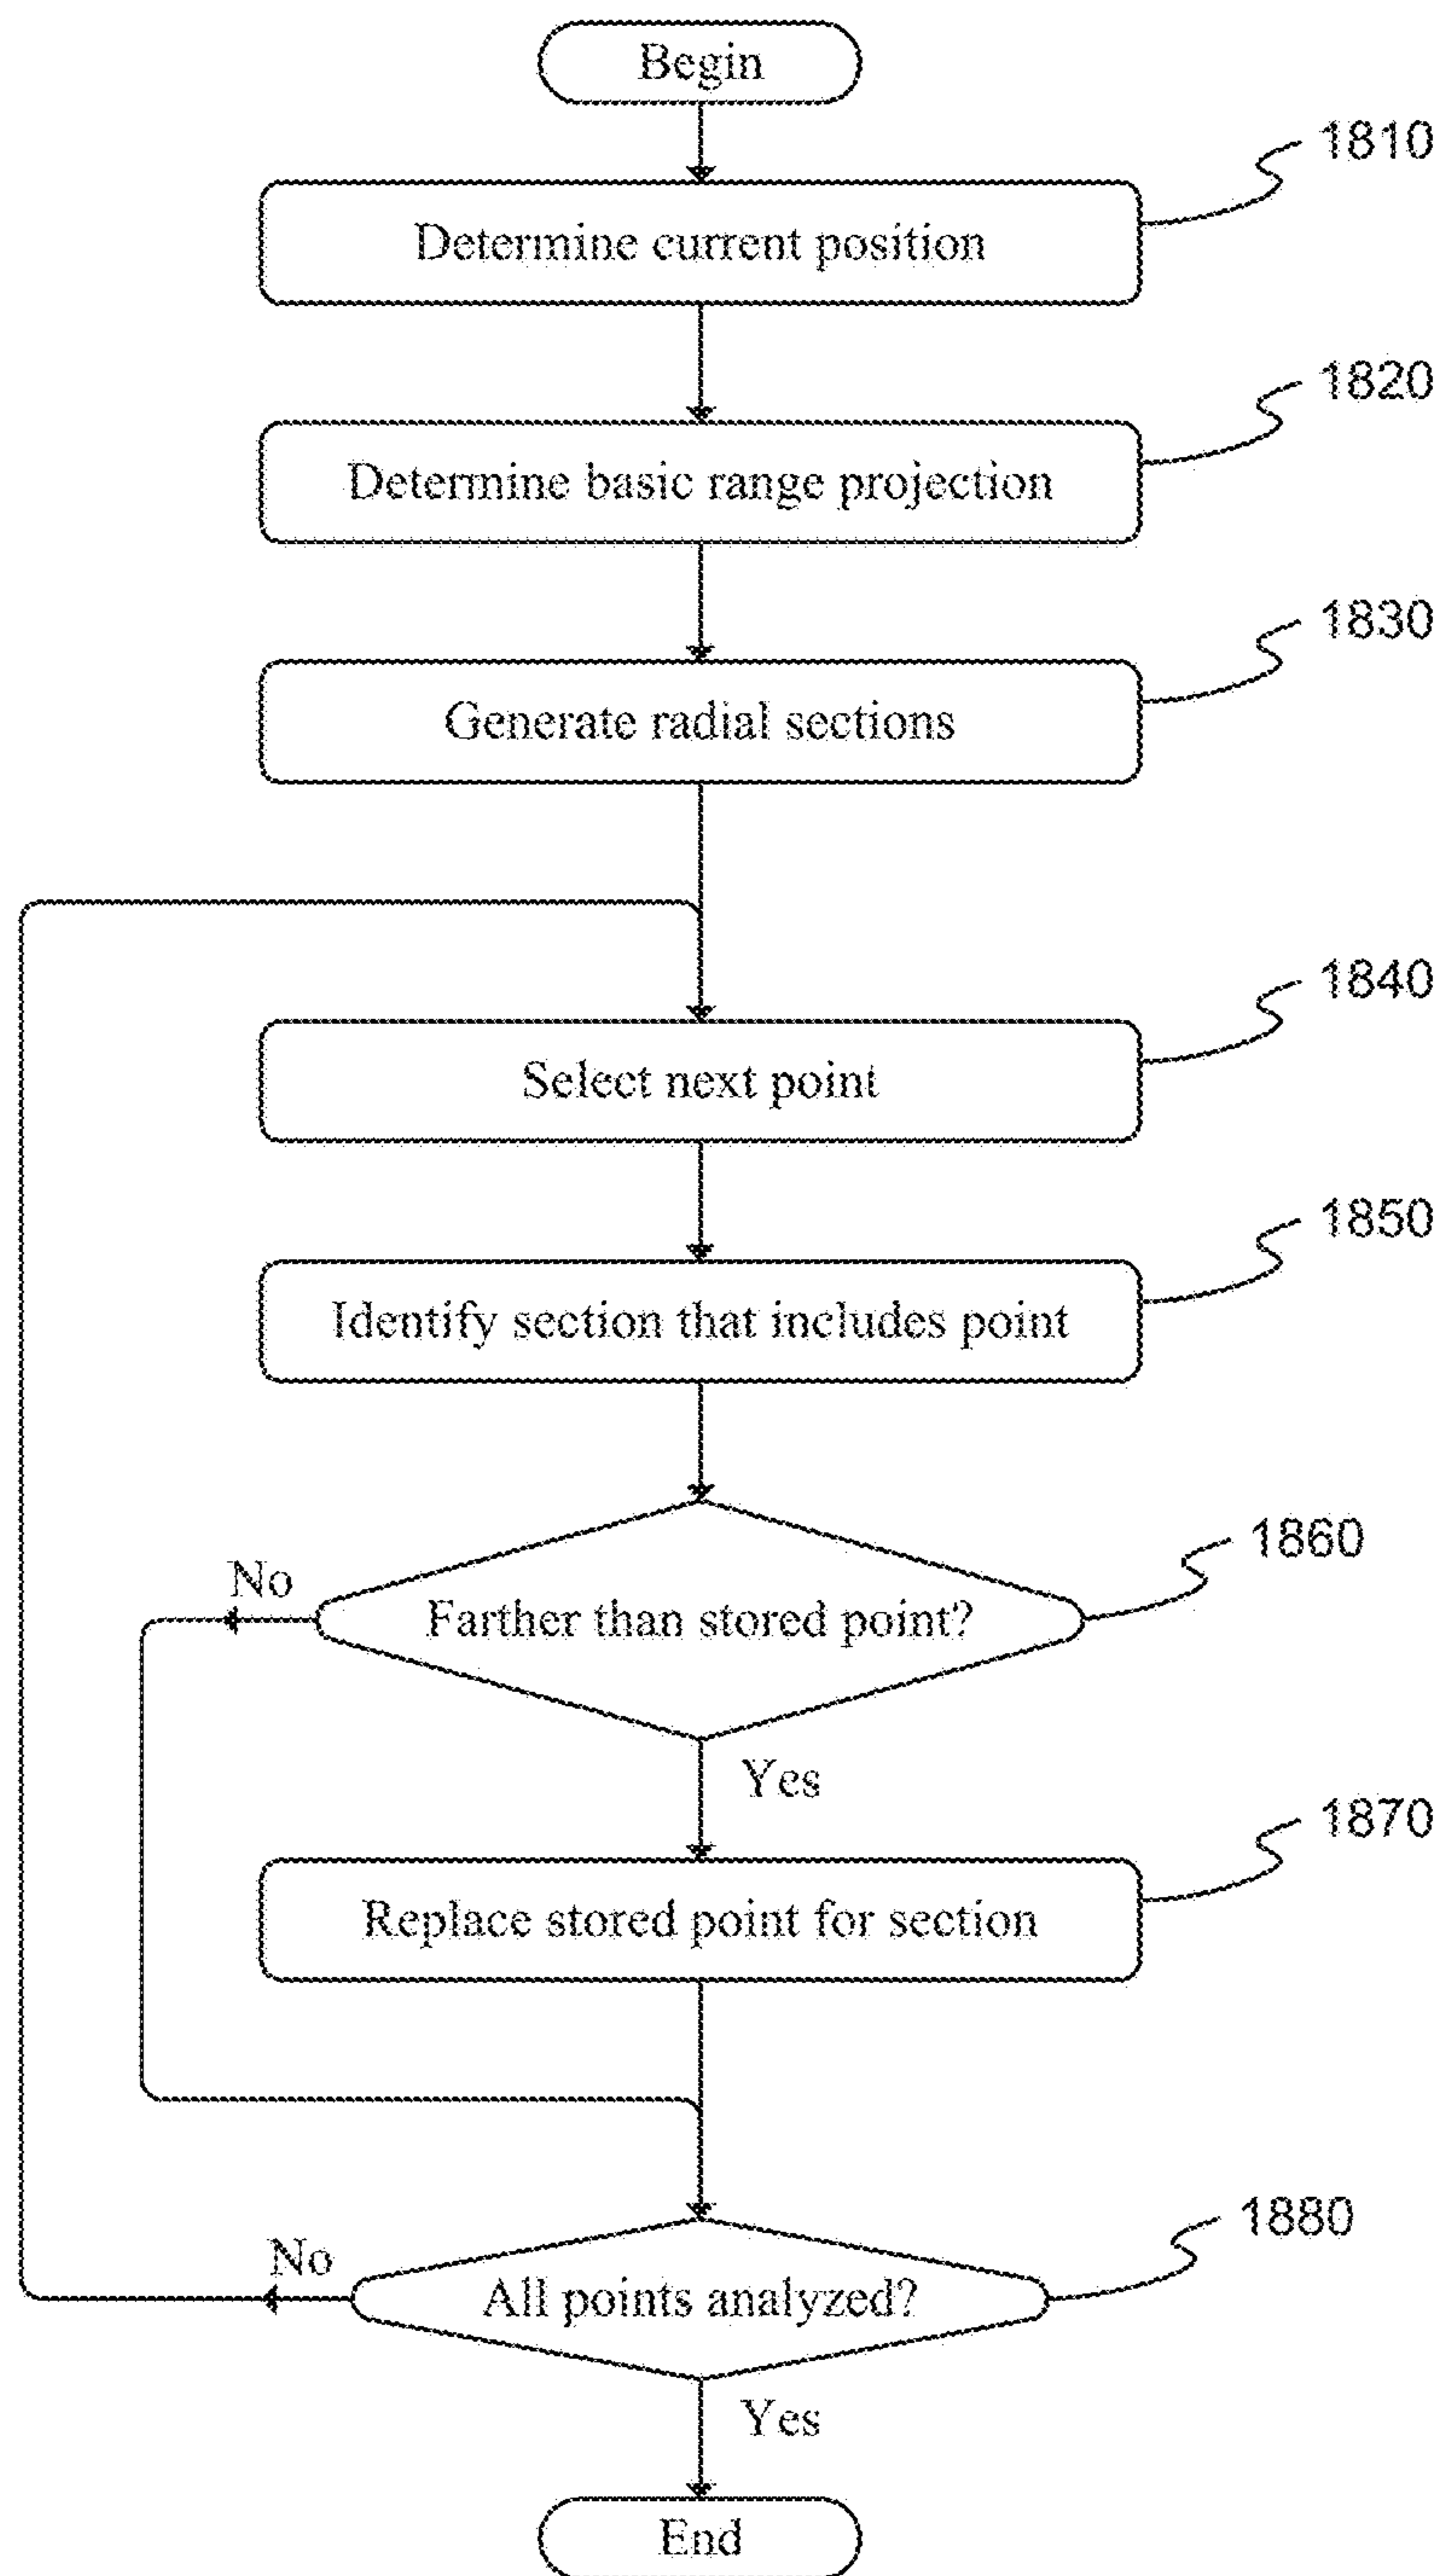 Begin
1810
Determine current position
1820
Determine basic range projection
1830
Generate radial sections
1840
Select next point
1850
Identify section that includes point
1860
No
Farther than stored point?
Yes
1870
Replace stored point for section
1880
No
All points analyzed?
Yes
End